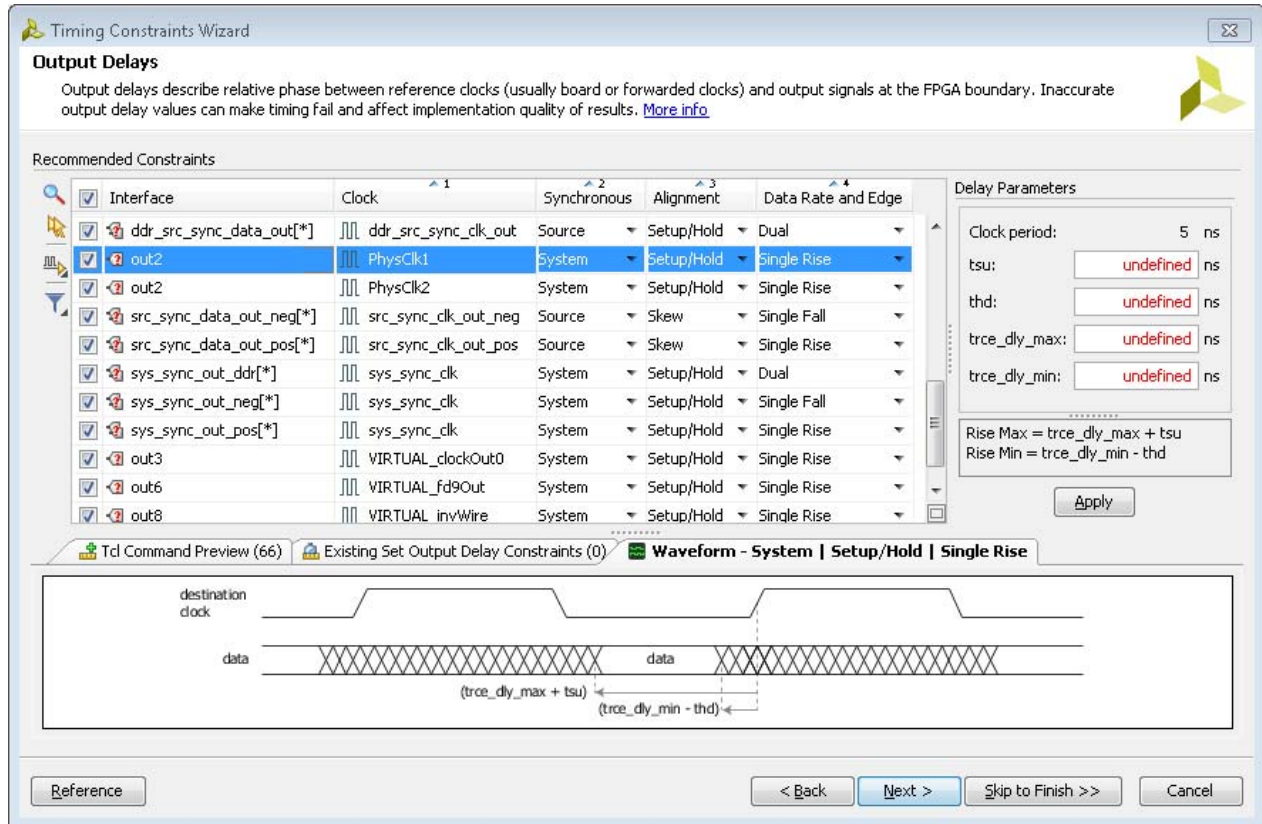 Timing Constraints Wizard
Output Delays
Output delays describe relative phase between reference clocks (usually board or forwarded clocks) and output signals at the FPGA boundary. Inaccurate
output delay values can make timing fail and affect implementation quality of results. More info
Recommended Constraints
Interface Clock 1 Synchronous 2 Alignment 3 Data Rate and Edge 4
ddr_src_sync_data_out[*] ddr_src_sync_clk_out Source Setup/Hold Dual
out2 PhysClk1 System Setup/Hold Single Rise
out2 PhysClk2 System Setup/Hold Single Rise
src_sync_data_out_neg[*] src_sync_clk_out_neg Source Skew Single Fall
src_sync_data_out_pos[*] src_sync_clk_out_pos Source Skew Single Rise
sys_sync_out_ddr[*] sys_sync_clk System Setup/Hold Dual
sys_sync_out_neg[*] sys_sync_clk System Setup/Hold Single Fall
sys_sync_out_pos[*] sys_sync_clk System Setup/Hold Single Rise
out3 VIRTUAL_clockOut0 System Setup/Hold Single Rise
out6 VIRTUAL_fd9Out System Setup/Hold Single Rise
out8 VIRTUAL_invWire System Setup/Hold Single Rise
Delay Parameters
Clock period: 5 ns
tsu: undefined ns
thd: undefined ns
trce_dly_max: undefined ns
trce_dly_min: undefined ns
Rise Max = trce_dly_max + tsu
Rise Min = trce_dly_min - thd
Apply
Tcl Command Preview (66) Existing Set Output Delay Constraints (0) Waveform - System | Setup/Hold | Single Rise
destination
clock
data data
(trce_dly_max + tsu)
(trce_dly_min - thd)
Reference < Back Next > Skip to Finish >> Cancel